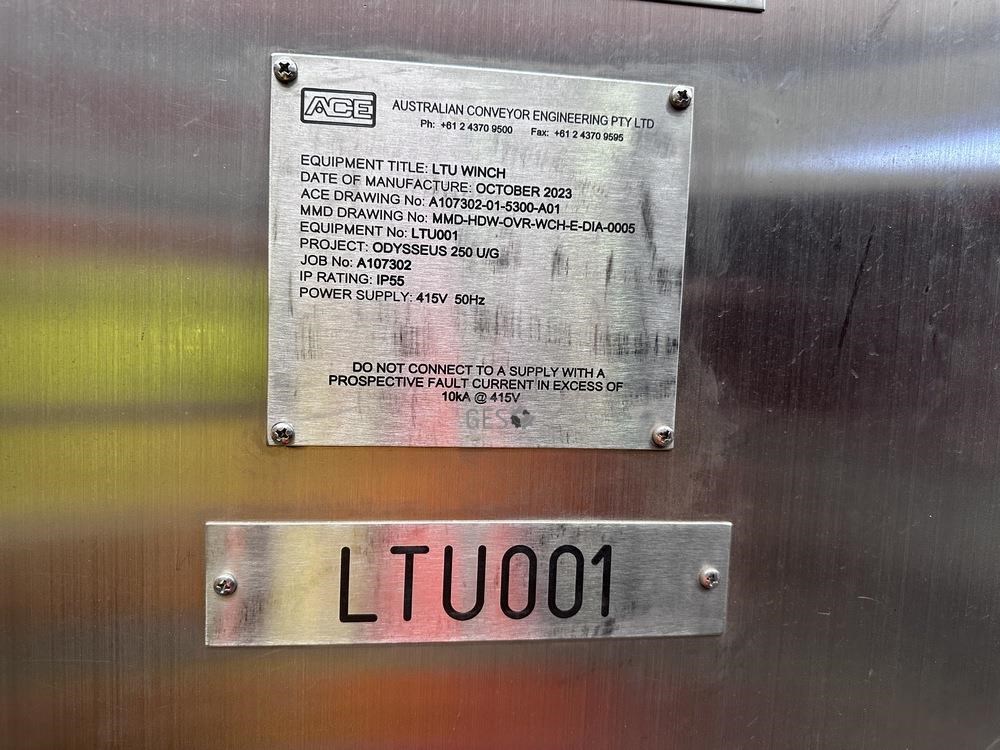 ACE
AUSTRALIAN CONVEYOR ENGINEERING PTY LTD
Ph: +61 2 4370 9500 Fax: +61 2 4370 9595
EQUIPMENT TITLE: LTU WINCH
DATE OF MANUFACTURE: OCTOBER 2023
ACE DRAWING No: A107302-01-5300-A01
MMD DRAWING No: MMD-HDW-OVR-WCH-E-DIA-0005
EQUIPMENT No: LTU001
PROJECT: ODYSSEUS 250 U/G
JOB No: A107302
IP RATING: IP55
POWER SUPPLY: 415V 50Hz
DO NOT CONNECT TO A SUPPLY WITH A
PROSPECTIVE FAULT CURRENT IN EXCESS OF
10kA @ 415V
GES
LTU001